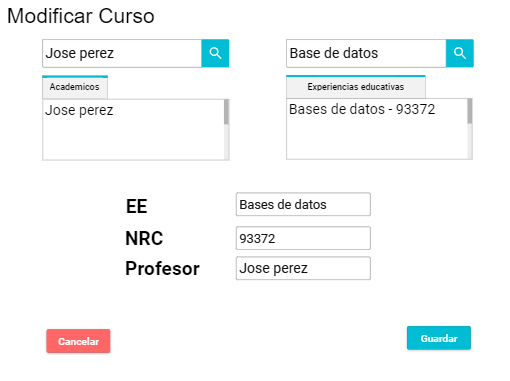 Modificar Curso
Jose perez
Base de datos
Academicos
Experiencias educativas
Jose perez
Bases de datos - 93372
EE
Bases de datos
NRC
93372
Profesor
Jose perez
Cancelar
Guardar